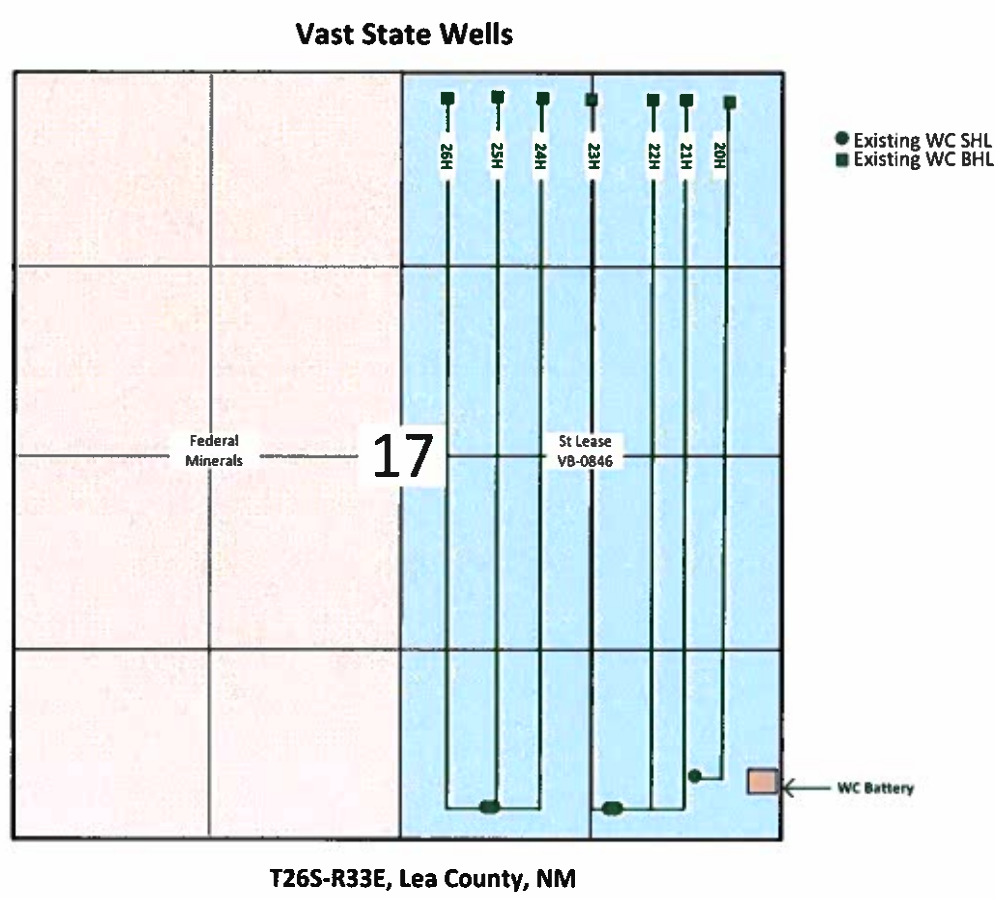 Vast State Wells
Existing WC SHL
Existing WC BHL
26H
25H
24H
23H
22H
21H
20H
Federal
Minerals
17
St Lease
VB-0846
WC Battery
T26S-R33E, Lea County, NM